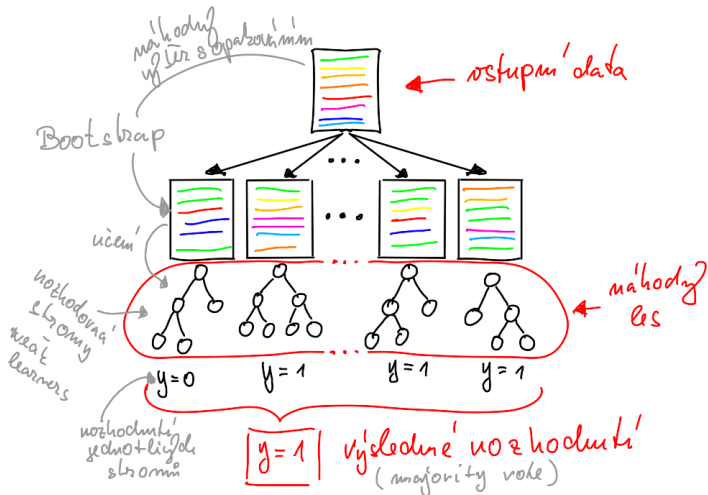 náhodný
výběr s opakováním
vstupní data
Bootstrap
...
...
učení
rozhodovací
stromy
weak
learners
...
náhodný
les
...
y=0
y=1
y=1
y=1
rozhodnutí
jednotlivých
stromů
y=1
výsledné rozhodnutí
(majority vote)